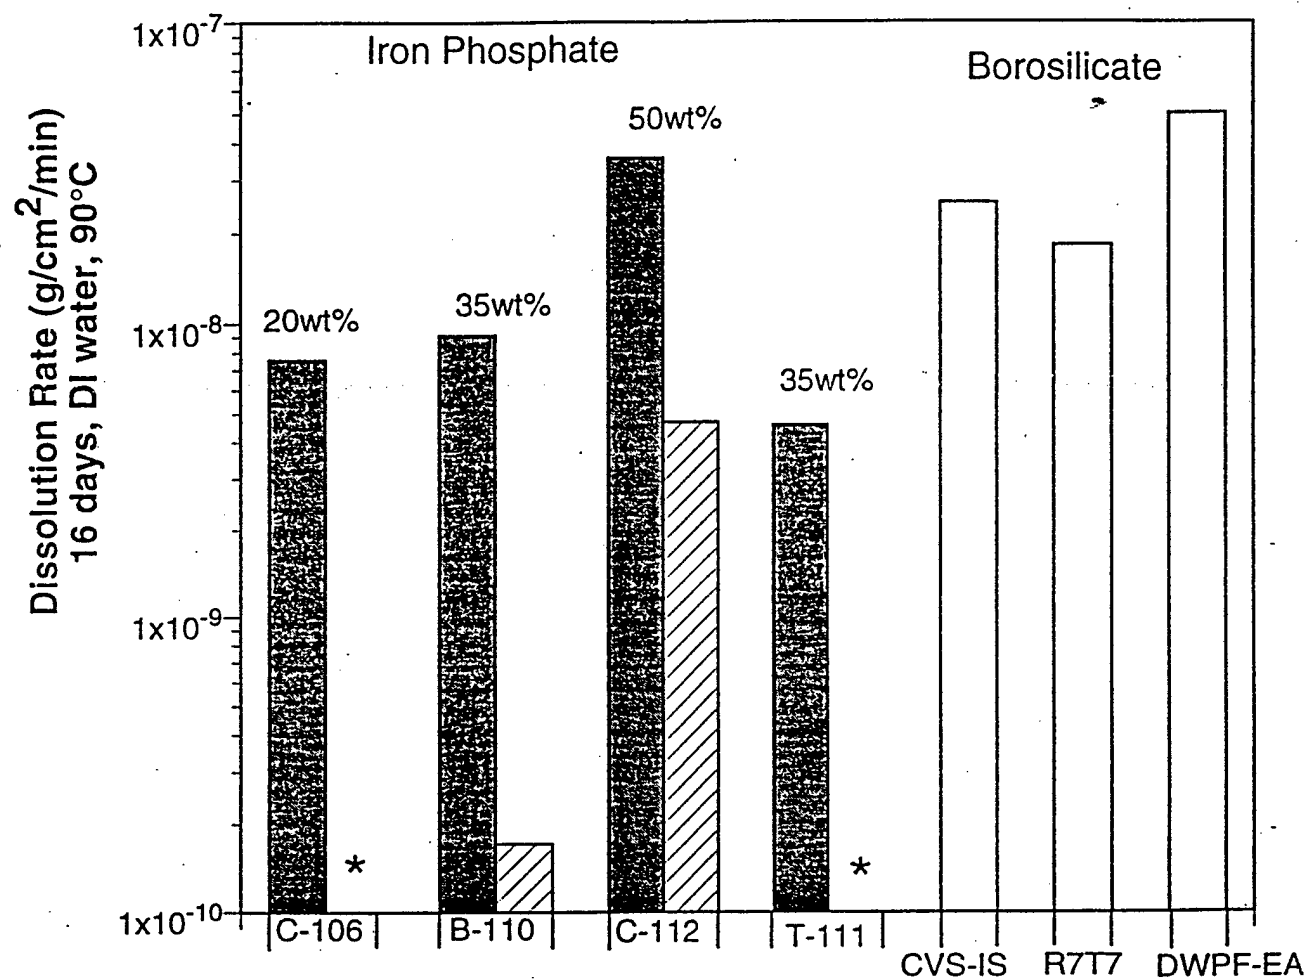 1x10-7
Iron Phosphate
Borosilicate
50wt%
35wt%
20wt%
1x10-8
35wt%
1x10-9
*
*
1x10-10
Dissolution Rate (g/cm2/min)
16 days, DI water, 90°C
C-106
B-110
C-112
T-111
CVS-IS
R7T7
DWPF-EA